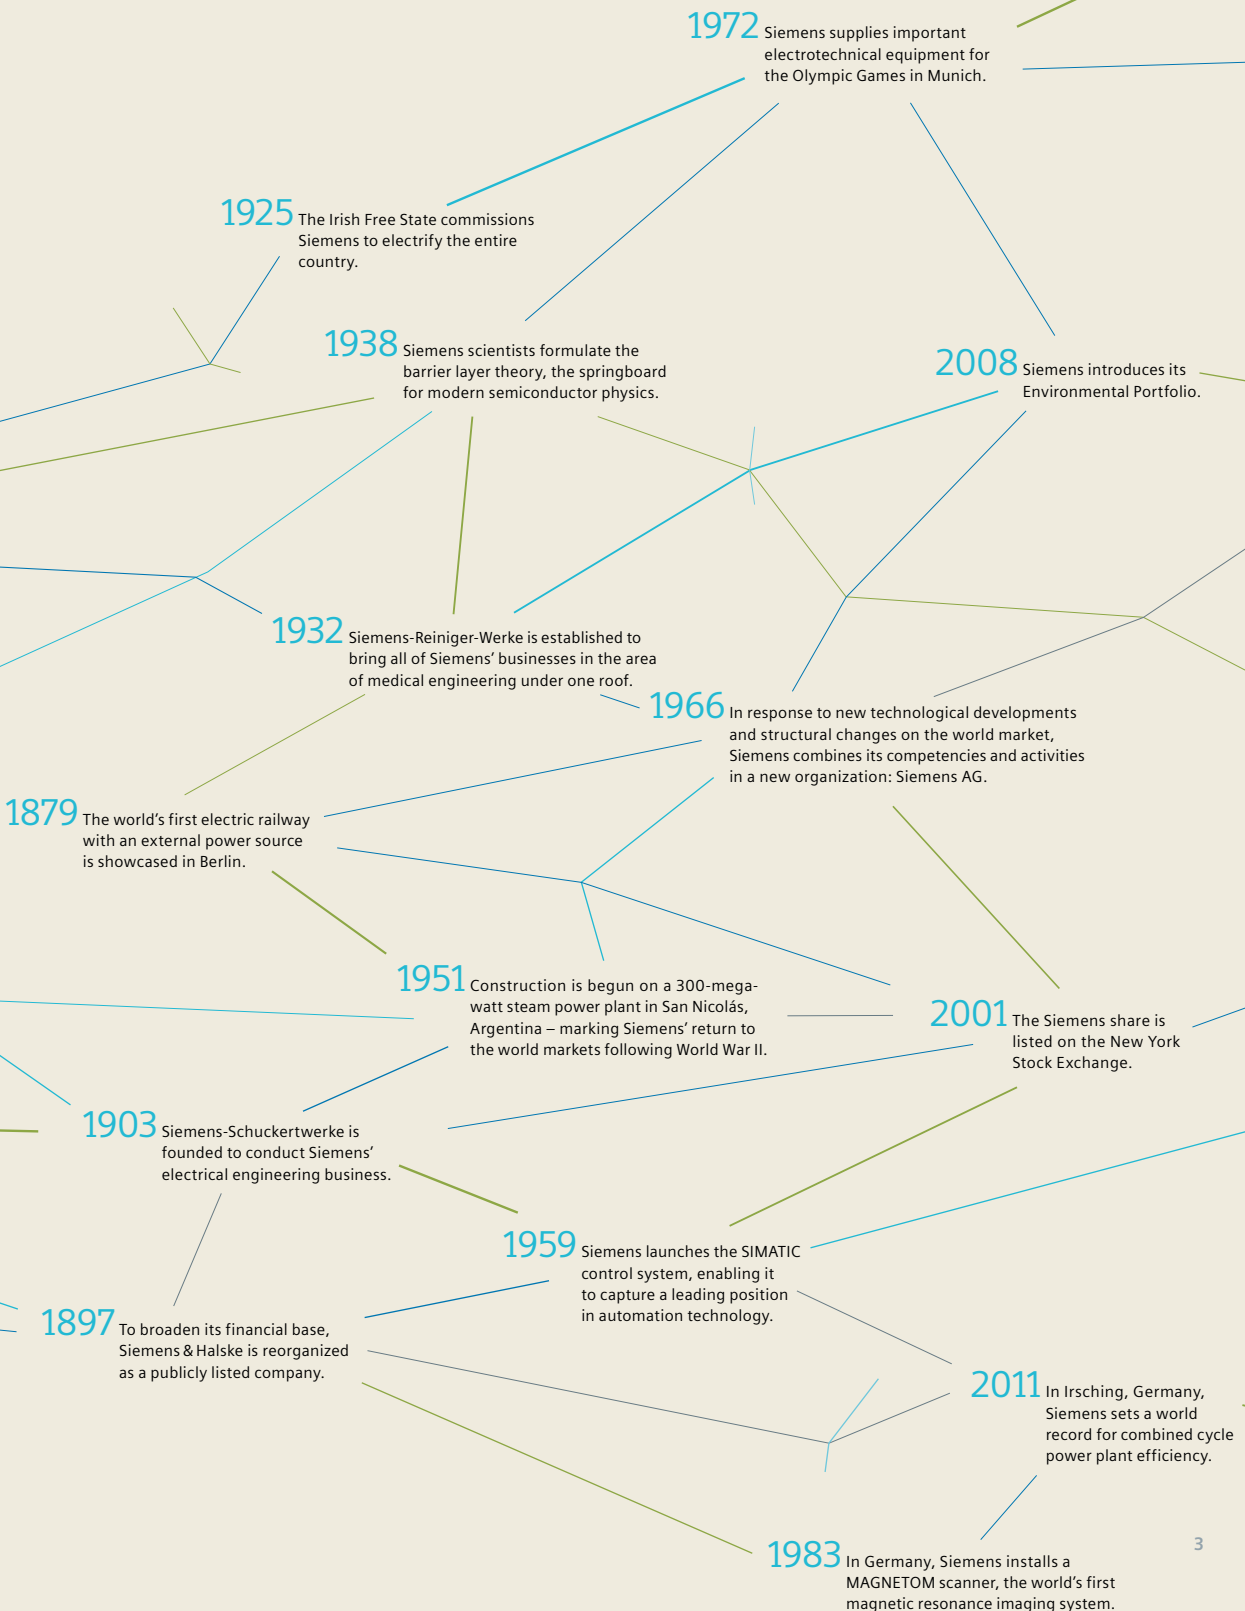 1972 Siemens supplies important
electrotechnical equipment for
the Olympic Games in Munich.
1925 The Irish Free State commissions
Siemens to electrify the entire
country.
1938 Siemens scientists formulate the
barrier layer theory, the springboard
for modern semiconductor physics.
2008 Siemens introduces its
Environmental Portfolio.
1932 Siemens-Reiniger-Werke is established to
bring all of Siemens’ businesses in the area
of medical engineering under one roof.
1966 In response to new technological developments
and structural changes on the world market,
Siemens combines its competencies and activities
in a new organization: Siemens AG.
1879 The world’s first electric railway
with an external power source
is showcased in Berlin.
1951 Construction is begun on a 300-mega-
watt steam power plant in San Nicolás,
Argentina – marking Siemens’ return to
the world markets following World War II.
2001 The Siemens share is
listed on the New York
Stock Exchange.
1903 Siemens-Schuckertwerke is
founded to conduct Siemens’
electrical engineering business.
1959 Siemens launches the SIMATIC
control system, enabling it
to capture a leading position
in automation technology.
1897 To broaden its financial base,
Siemens & Halske is reorganized
as a publicly listed company.
2011 In Irsching, Germany,
Siemens sets a world
record for combined cycle
power plant efficiency.
3
1983 In Germany, Siemens installs a
MAGNETOM scanner, the world’s first
magnetic resonance imaging system.